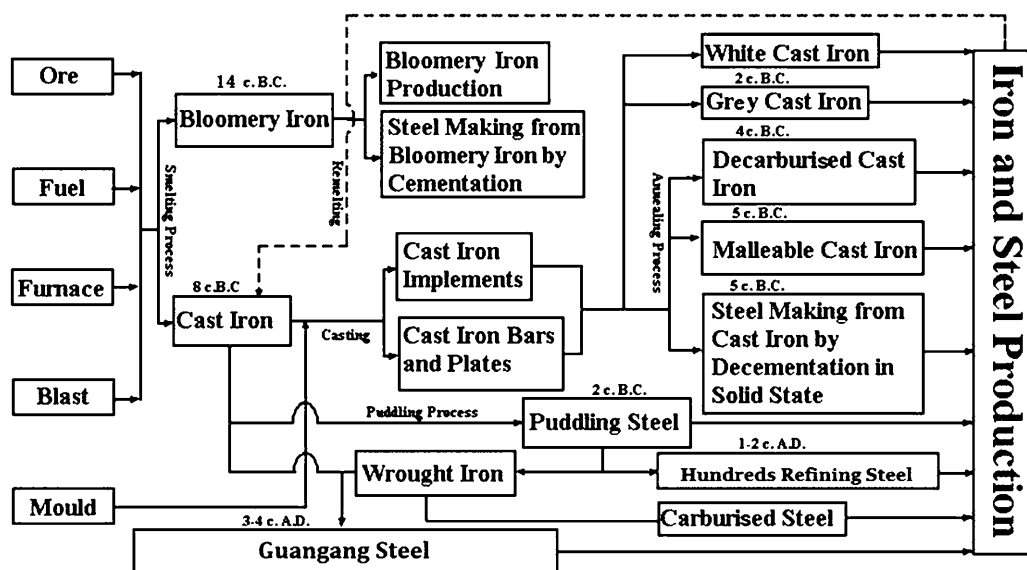 Ore
Fuel
Furnace
Blast
Mould
Smelting Process
14 c. B.C.
Bloomery Iron
8 c.B.C
Cast Iron
Remelting
Bloomery Iron
Production
Steel Making from
Bloomery Iron by
Cementation
Casting
Cast Iron
Implements
Cast Iron Bars
and Plates
Puddling Process
2 c. B.C.
Puddling Steel
Wrought Iron
3-4 c. A.D.
Guangang Steel
Annealing Process
White Cast Iron
2 c. B.C.
Grey Cast Iron
4 c. B.C.
Decarburised Cast
Iron
5 c. B.C.
Malleable Cast Iron
5 c. B.C.
Steel Making from
Cast Iron by
Decementation in
Solid State
1-2 c. A.D.
Hundreds Refining Steel
Carburised Steel
Iron and Steel Production